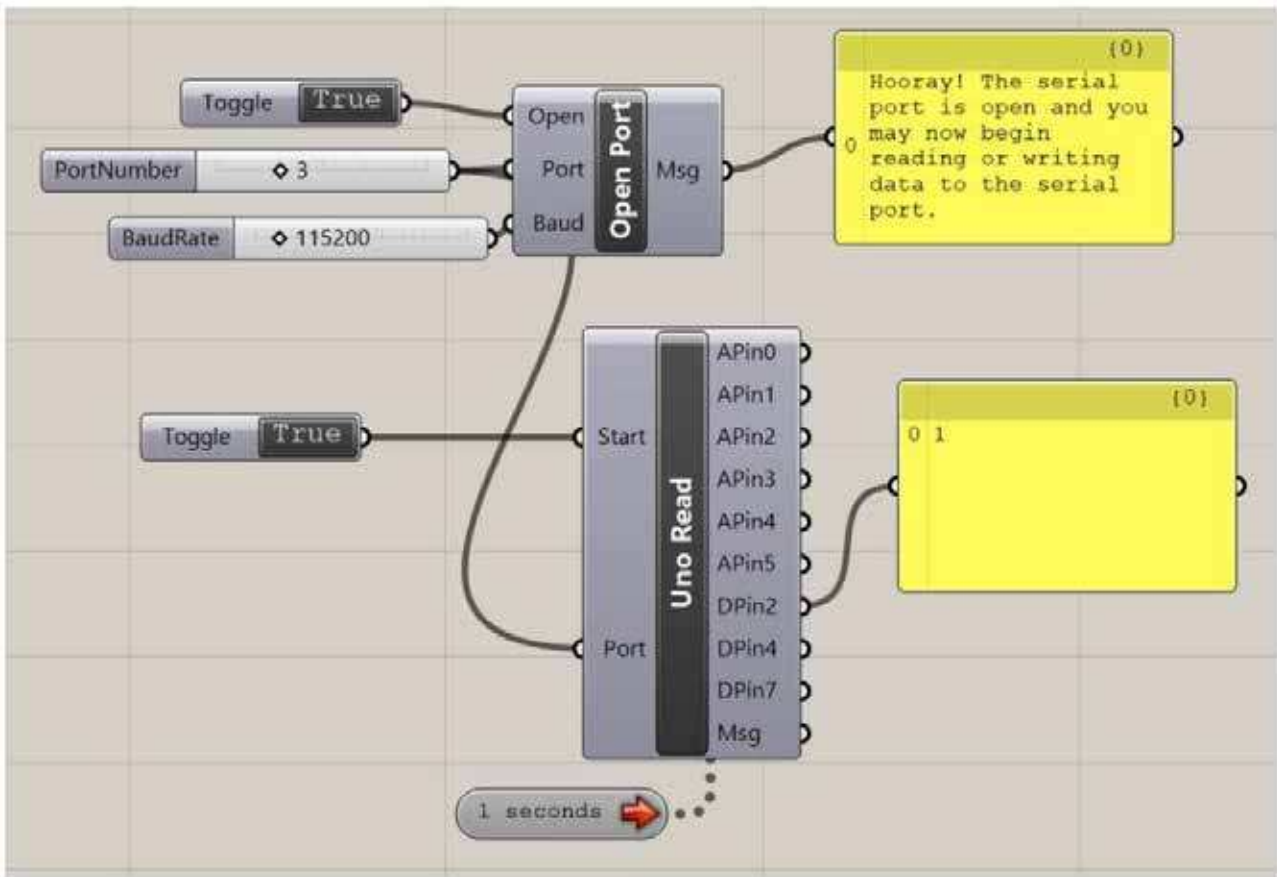 {0}
Toggle True
Open
Port
Baud
Open Port
Msg
PortNumber 3
BaudRate 115200
0
Hooray! The serial
port is open and you
may now begin
reading or writing
data to the serial
port.
Toggle True
Start
Port
Uno Read
APin0
APin1
APin2
APin3
APin4
APin5
DPin2
DPin4
DPin7
Msg
{0}
0 1
1 seconds